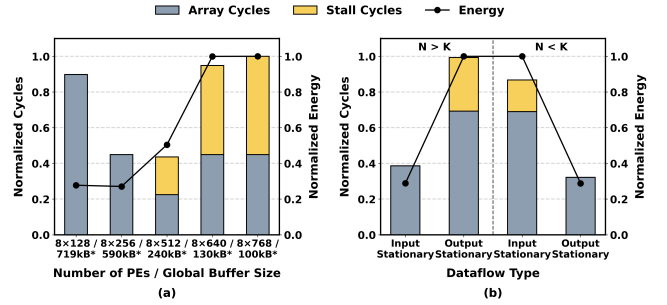 Array Cycles Stall Cycles Energy
Normalized Cycles
1.0
0.8
0.6
0.4
0.2
0.0
1.0
0.8
0.6
0.4
0.2
0.0
Normalized Energy
8×128 / 8×256 / 8×512 / 8×640 / 8×768 /
719kB* 590kB* 240kB* 130kB* 100kB*
Number of PEs / Global Buffer Size
(a)
Normalized Cycles
1.0
0.8
0.6
0.4
0.2
0.0
N > K N < K
1.0
0.8
0.6
0.4
0.2
0.0
Normalized Energy
Input Output Input Output
Stationary Stationary Stationary Stationary
Dataflow Type
(b)